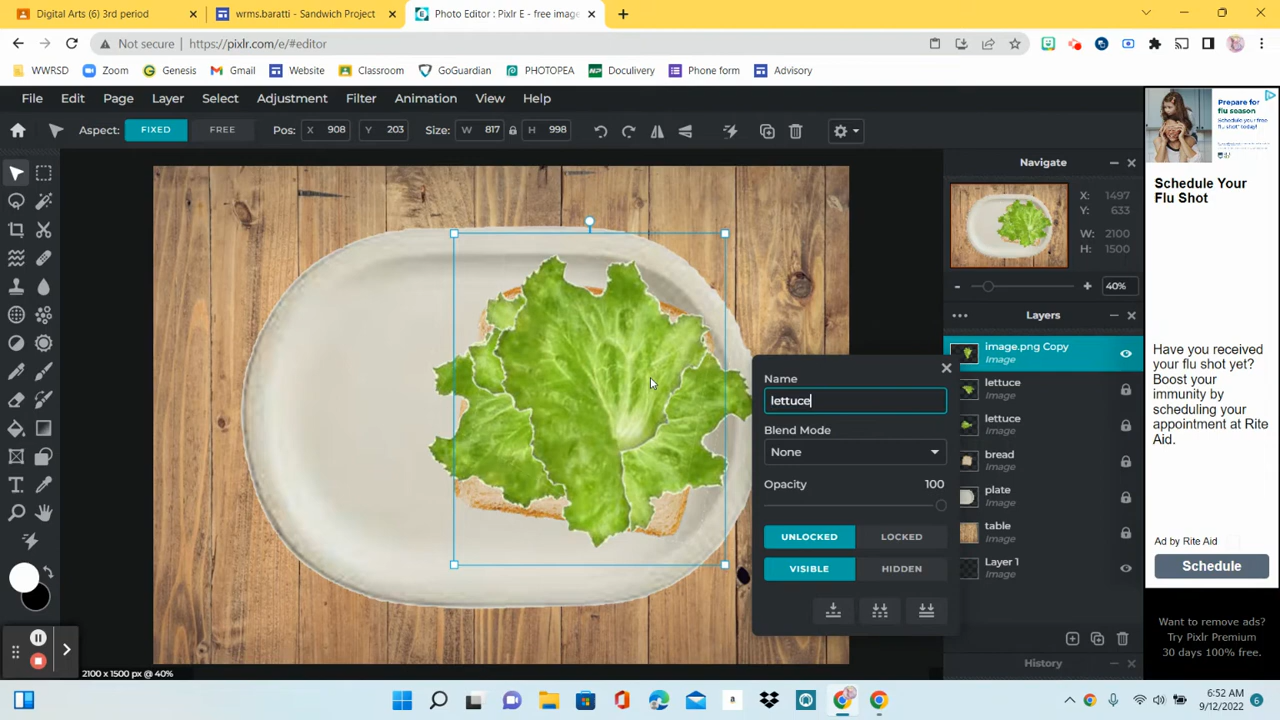 Digital Arts (6) 3rd period
wrms.baratti - Sandwich Project
Photo Editor : Pixlr E - free image
Not secure
https://pixlr.com/e/#editor
WWRSD
Zoom
Genesis
Gmail
Website
Classroom
GoGuardian
PHOTOPEA
Doculivery
Phone form
Advisory
File
Edit
Page
Layer
Select
Adjustment
Filter
Animation
View
Help
Aspect:
FIXED
FREE
Pos:
X
908
Y
203
Size:
W
817
Navigate
X: 1497
Y: 633
W: 2100
H: 1500
40%
Layers
image.png Copy
Image
lettuce
Image
lettuce
Image
bread
Image
plate
Image
table
Image
Layer 1
Image
History
Name
lettuce
Blend Mode
None
Opacity
100
UNLOCKED
LOCKED
VISIBLE
HIDDEN
2100 x 1500 px @ 40%
Prepare for
flu season
Schedule Your
Flu Shot
Have you received
your flu shot yet?
Boost your
immunity by
scheduling your
appointment at Rite
Aid.
Ad by Rite Aid
Schedule
Want to remove ads?
Try Pixlr Premium
30 days 100% free.
6:52 AM
9/12/2022
6